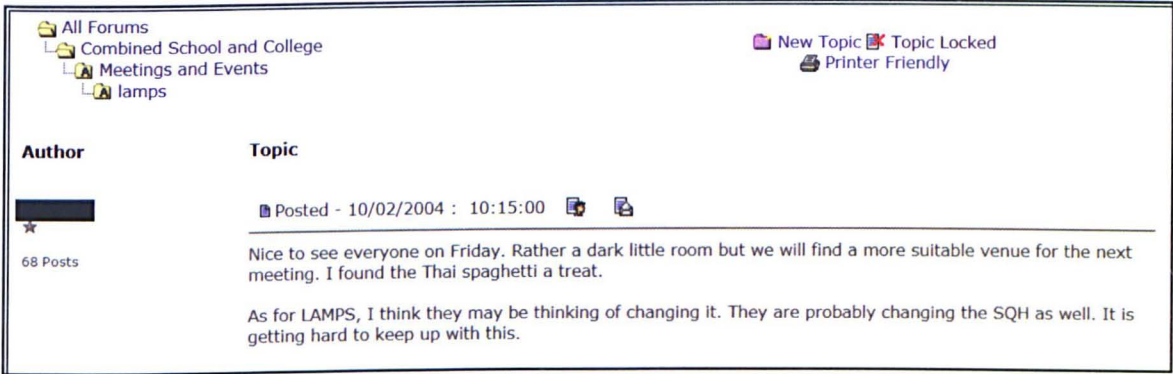 All Forums
Combined School and College
Meetings and Events
lamps
New Topic Topic Locked
Printer Friendly
Author
Topic
Posted - 10/02/2004 : 10:15:00
68 Posts
Nice to see everyone on Friday. Rather a dark little room but we will find a more suitable venue for the next
meeting. I found the Thai spaghetti a treat.
As for LAMPS, I think they may be thinking of changing it. They are probably changing the SQH as well. It is
getting hard to keep up with this.